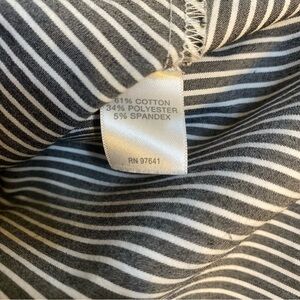 61% COTTON
34% POLYESTER
5% SPANDEX
RN 97641